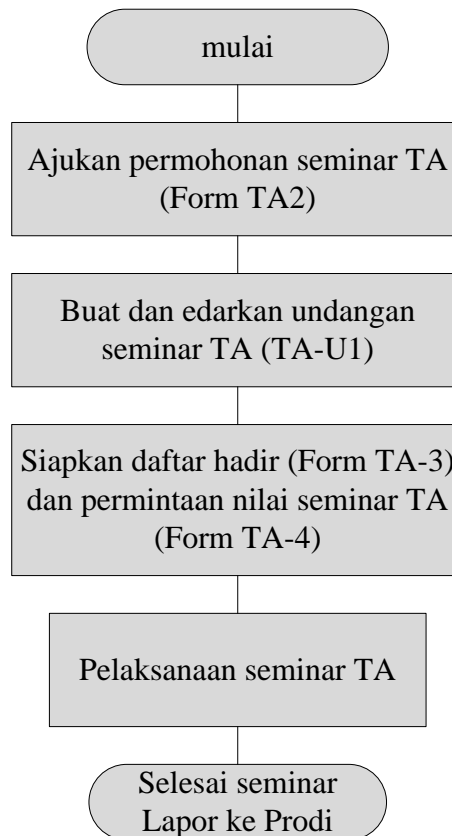 mulai
Ajukan permohonan seminar TA
(Form TA2)
Buat dan edarkan undangan
seminar TA (TA-U1)
Siapkan daftar hadir (Form TA-3)
dan permintaan nilai seminar TA
(Form TA-4)
Pelaksanaan seminar TA
Selesai seminar
Lapor ke Prodi